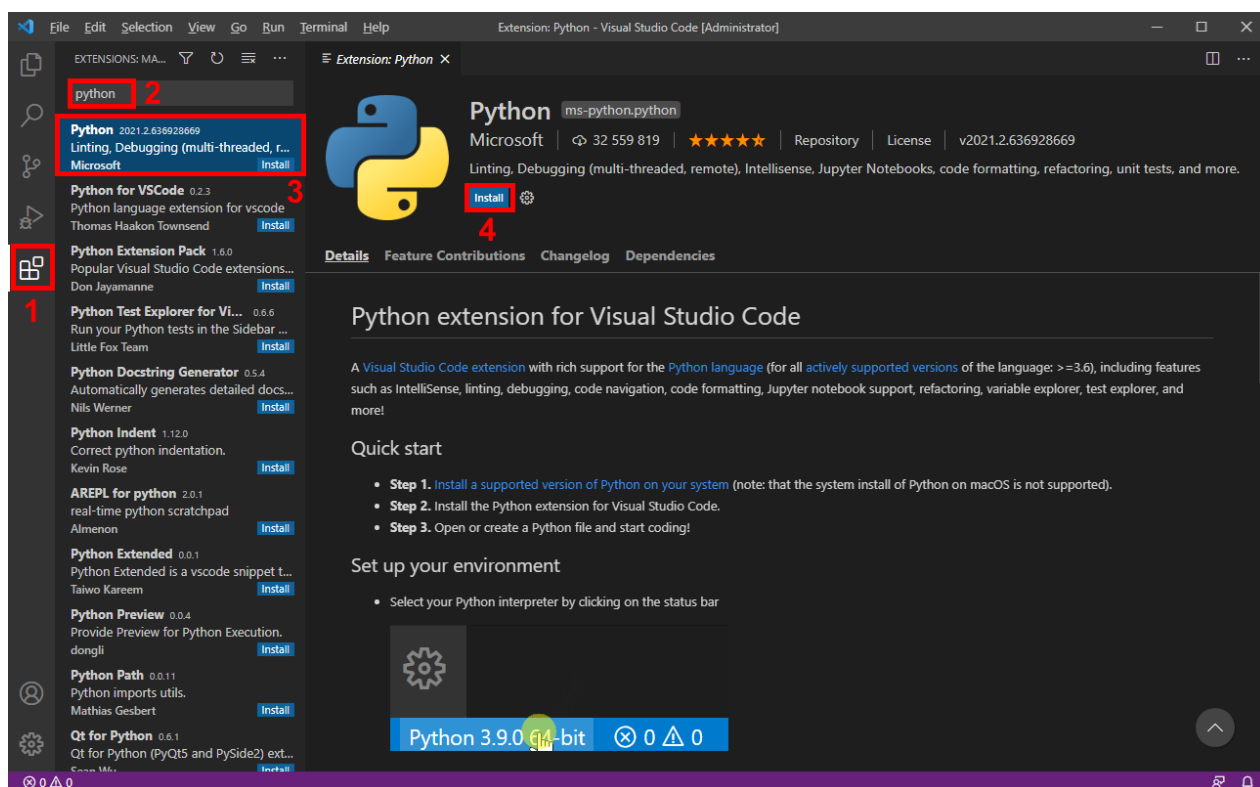 File Edit Selection View Go Run Terminal Help Extension: Python - Visual Studio Code [Administrator]
EXTENSIONS: MA...
python
2
Python 2021.2.636928669
Linting, Debugging (multi-threaded, r...
Microsoft Install
3
Python for VSCode 0.2.3
Python language extension for vscode
Thomas Haakon Townsend Install
Python Extension Pack 1.6.0
Popular Visual Studio Code extensions...
Don Jayamanne Install
1
Python Test Explorer for Vi... 0.6.6
Run your Python tests in the Sidebar ...
Little Fox Team Install
Python Docstring Generator 0.5.4
Automatically generates detailed docs...
Nils Werner Install
Python Indent 1.12.0
Correct python indentation.
Kevin Rose Install
AREPL for python 2.0.1
real-time python scratchpad
Almenon Install
Python Extended 0.0.1
Python Extended is a vscode snippet t...
Taiwo Kareem Install
Python Preview 0.0.4
Provide Preview for Python Execution.
dongli Install
Python Path 0.0.11
Python imports utils.
Mathias Gesbert Install
Qt for Python 0.6.1
Qt for Python (PyQt5 and PySide2) ext...
Sean Wu Install
Extension: Python
Python ms-python.python
Microsoft 32 559 819 Repository License v2021.2.636928669
Linting, Debugging (multi-threaded, remote), Intellisense, Jupyter Notebooks, code formatting, refactoring, unit tests, and more.
Install
4
Details Feature Contributions Changelog Dependencies
Python extension for Visual Studio Code
A Visual Studio Code extension with rich support for the Python language (for all actively supported versions of the language: >=3.6), including features
such as IntelliSense, linting, debugging, code navigation, code formatting, Jupyter notebook support, refactoring, variable explorer, test explorer, and
more!
Quick start
• Step 1. Install a supported version of Python on your system (note: that the system install of Python on macOS is not supported).
• Step 2. Install the Python extension for Visual Studio Code.
• Step 3. Open or create a Python file and start coding!
Set up your environment
• Select your Python interpreter by clicking on the status bar
Python 3.9.0 64-bit 0 0
0 0